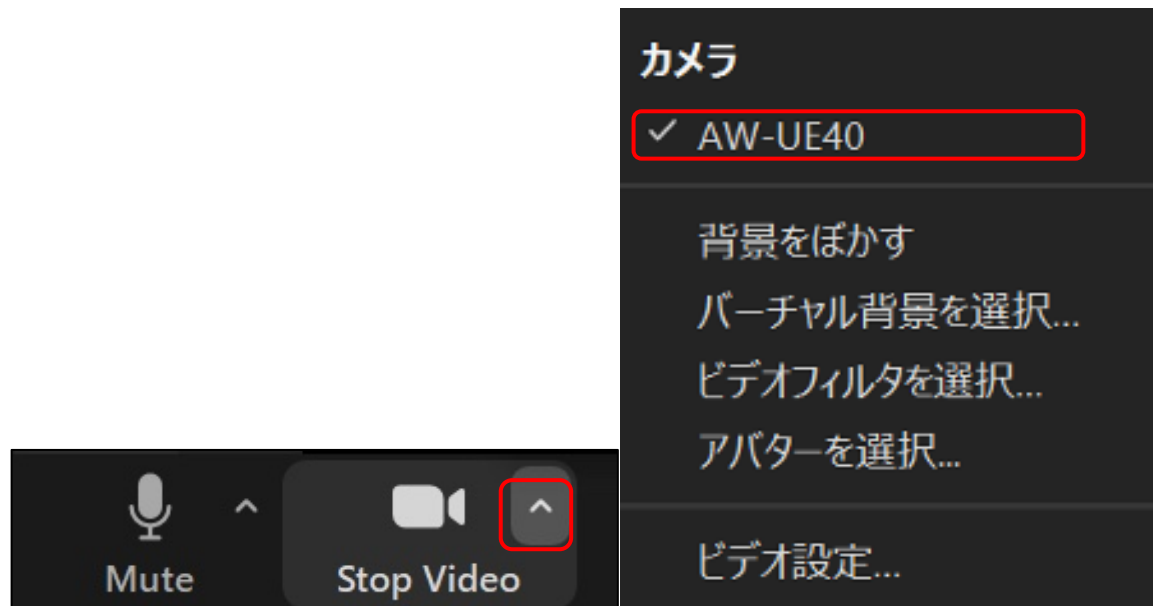 Mute
Stop Video
カメラ
AW-UE40
背景をぼかす
バーチャル背景を選択...
ビデオフィルタを選択...
アバターを選択...
ビデオ設定...